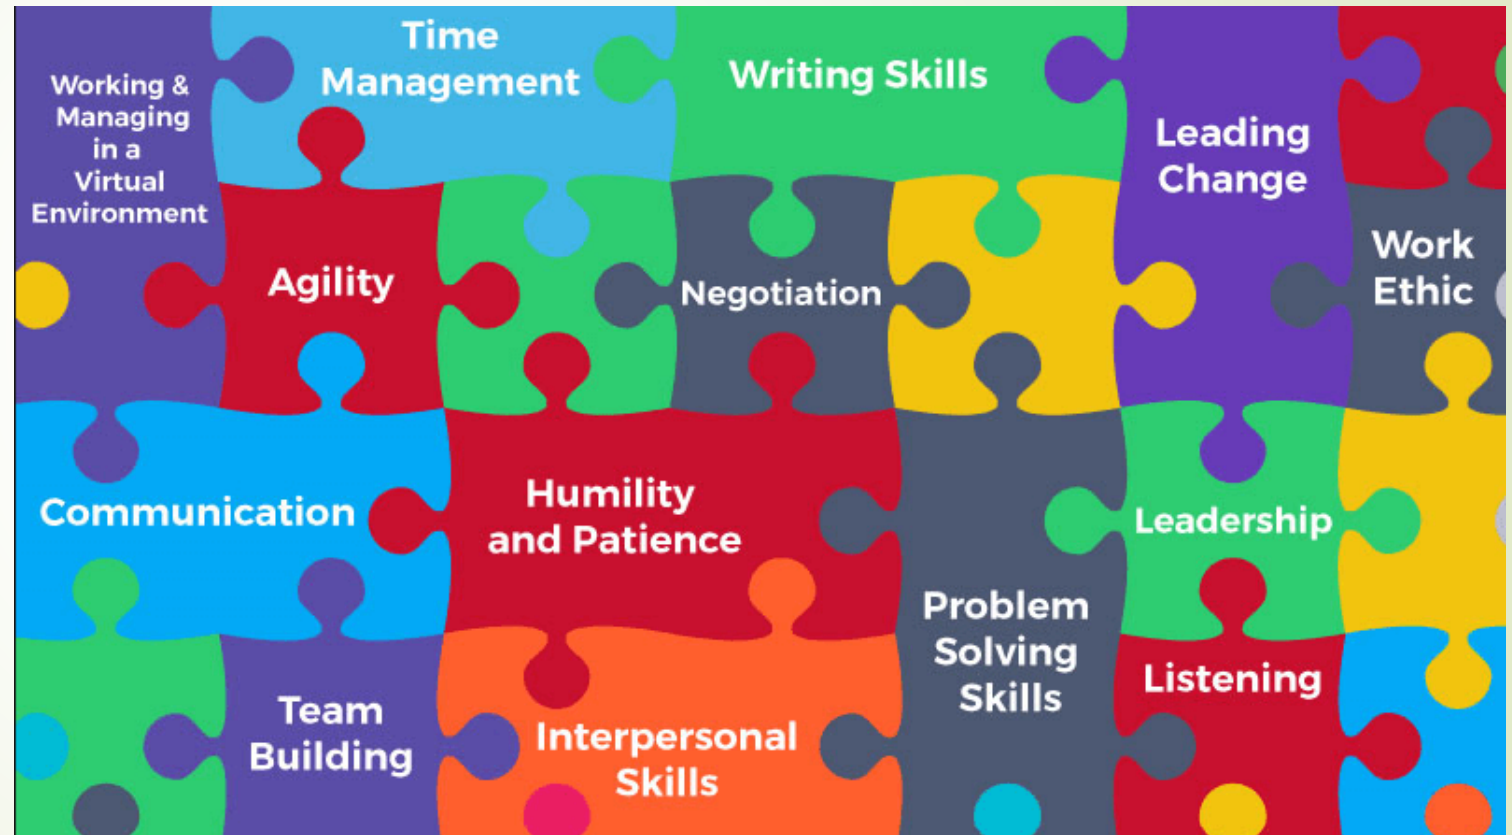 Working &
Managing
in a
Virtual
Environment
Time
Management
Writing Skills
Leading
Change
Work
Ethic
Agility
Negotiation
Communication
Humility
and Patience
Leadership
Problem
Solving
Skills
Listening
Team
Building
Interpersonal
Skills